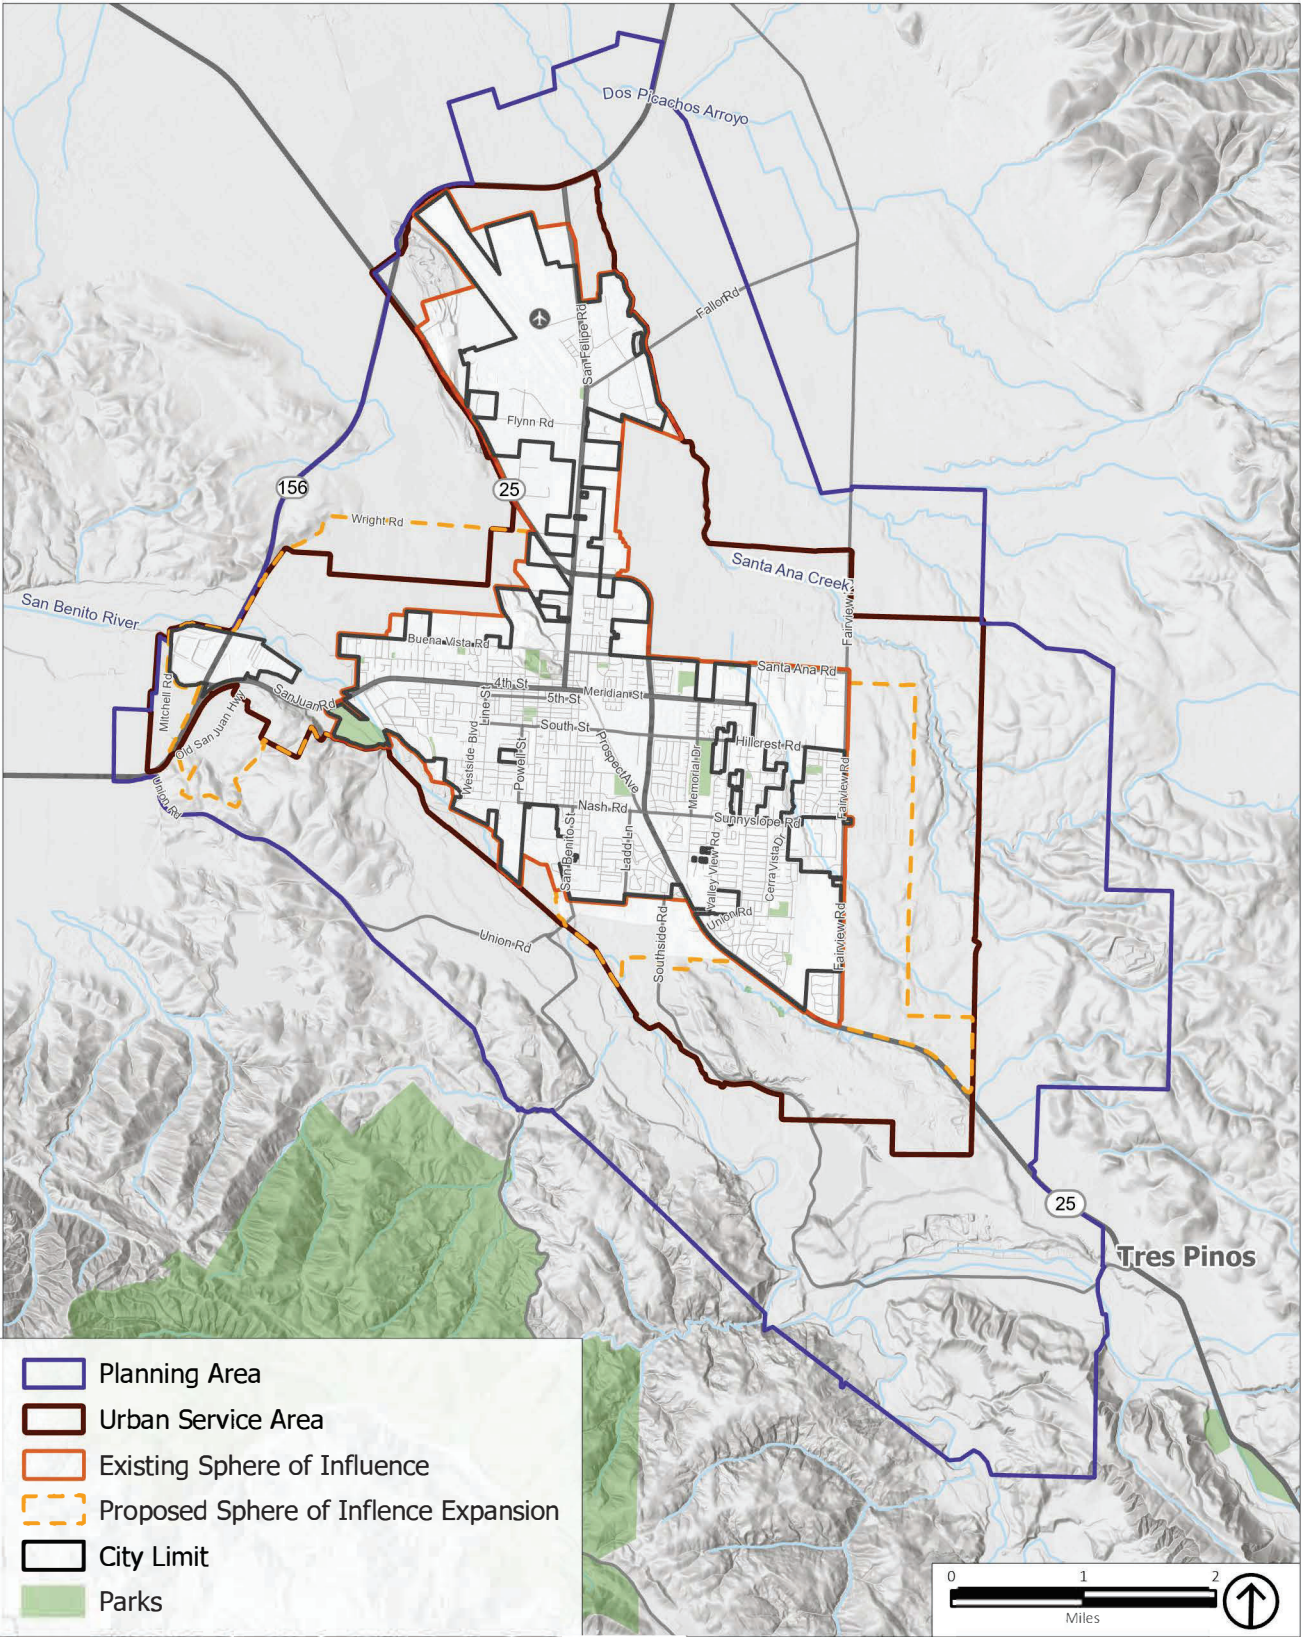 Dos Picachos Arroyo
Fallon Rd
San Felipe Rd
Flynn Rd
156
25
Wright Rd
Santa Ana Creek
San Benito River
Fairview Rd
Buena Vista Rd
Santa Ana Rd
Mitchell Rd
San Juan Rd
4th St
Meridian St
5th St
Line St
Old San Juan Hwy
South St
Westside Blvd
Powell St
Prospect Ave
Memorial Dr
Hillcrest Rd
Fairview Rd
Union Rd
Nash Rd
Sunnyslope Rd
San Benito St
Ladd Ln
Valley View Rd
Cerra Vista Dr
Union Rd
Union Rd
Southside Rd
Fairview Rd
25
Tres Pinos
Planning Area
Urban Service Area
Existing Sphere of Influence
Proposed Sphere of Inflence Expansion
City Limit
Parks
0 1 2
Miles